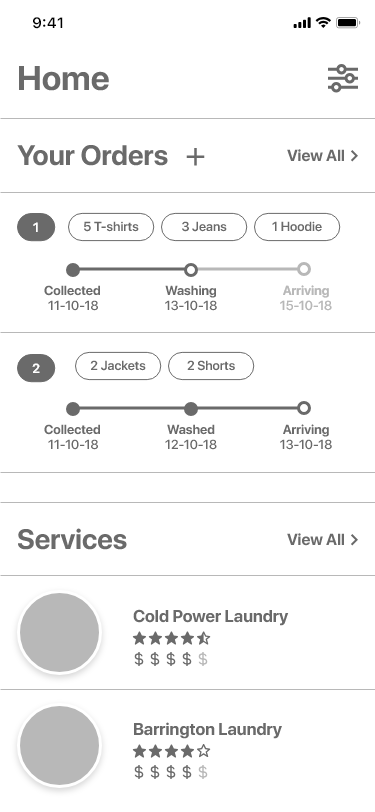 9:41
Home
Your Orders + View All >
1 5 T-shirts 3 Jeans 1 Hoodie
Collected Washing Arriving
11-10-18 13-10-18 15-10-18
2 2 Jackets 2 Shorts
Collected Washed Arriving
11-10-18 12-10-18 13-10-18
Services View All >
Cold Power Laundry
$ $ $ $ $
Barrington Laundry
$ $ $ $ $